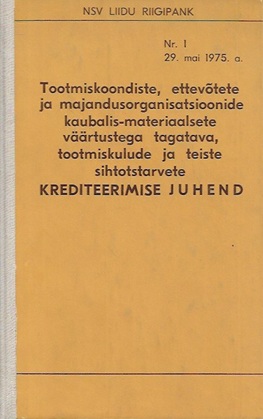 NSV LIIDU RIIGIPANK
Nr. 1
29. mai 1975. a.
Tootmiskoondiste, ettevõtete
ja majandusorganisatsioonide
kaubalis-materiaalsete
väärtustega tagatava,
tootmiskulude ja teiste
sihtotstarvete
KREDITEERIMISE JUHEND